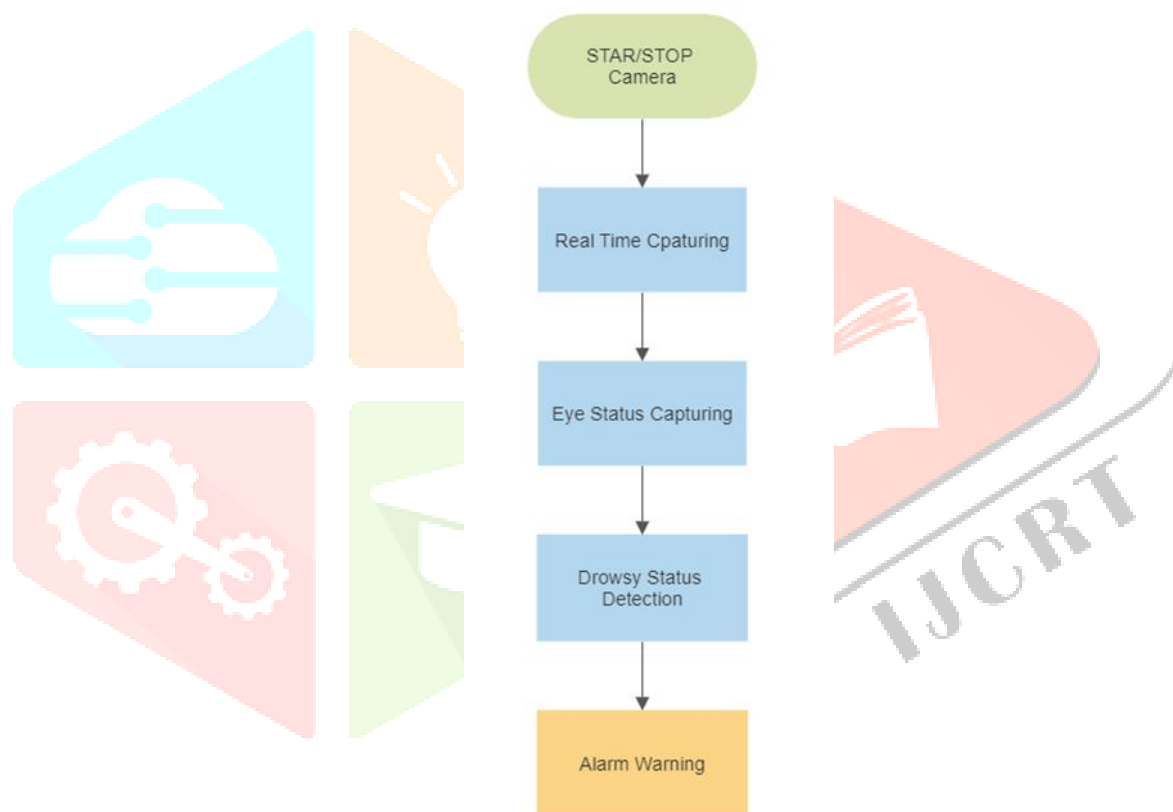 STAR/STOP
Camera
Real Time Cpaturing
Eye Status Capturing
Drowsy Status
Detection
Alarm Warning
IJCRT